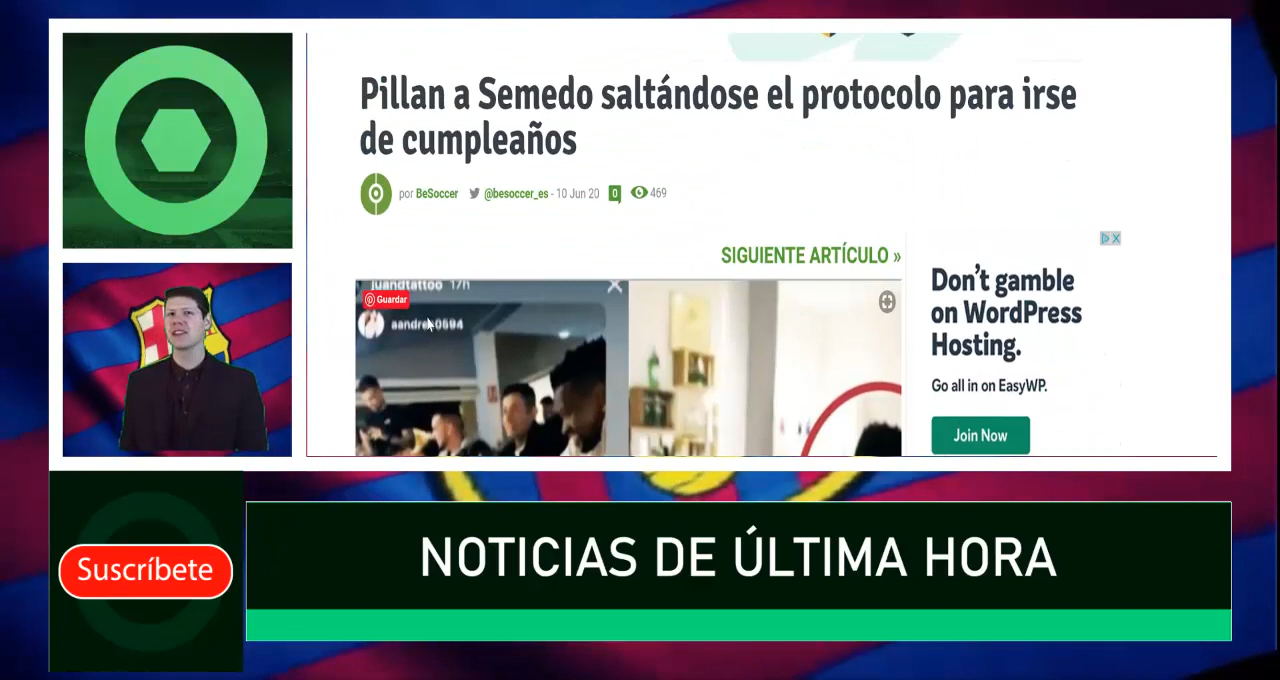 Pillan a Semedo saltándose el protocolo para irse
de cumpleaños
por BeSoccer @besoccer_es - 10 Jun 20 0 469
SIGUIENTE ARTÍCULO »
juandtattoo 17h
Guardar
Don't gamble
on WordPress
Hosting.
Go all in on EasyWP.
Join Now
Suscríbete
NOTICIAS DE ÚLTIMA HORA